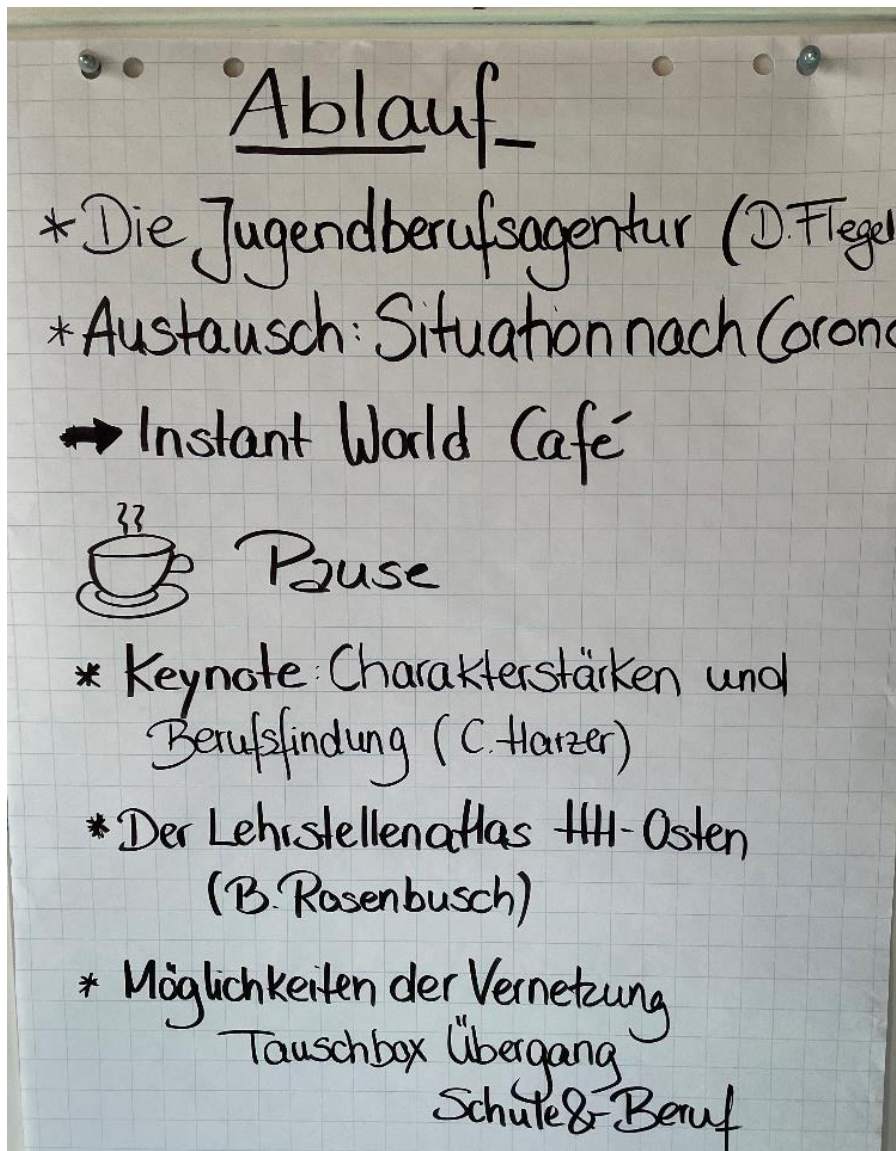 Ablauf
* Die Jugendberufsagentur (D. Flegel
* Austausch: Situation nach Corona
➡ Instant World Café
Pause
* Keynote: Charakterstärken und
Berufsfindung (C. Harzer)
* Der Lehrstellenatlas HH-Osten
(B. Rosenbusch)
* Möglichkeiten der Vernetzung
Tauschbox Übergang
Schule & Beruf